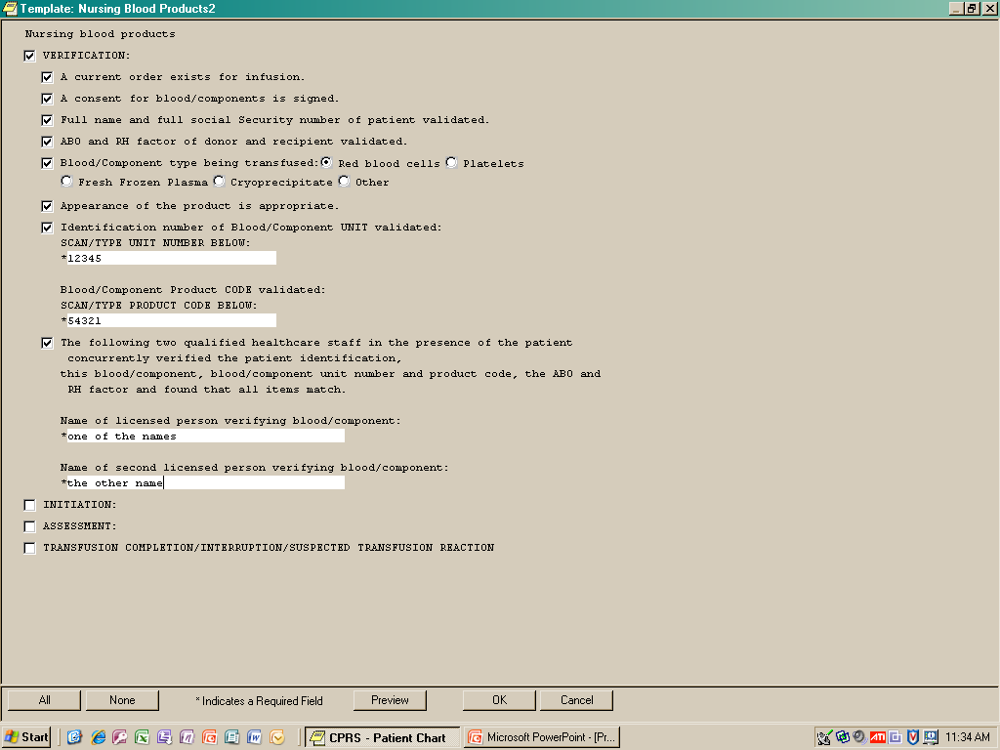 Template: Nursing Blood Products2
Nursing blood products
VERIFICATION:
A current order exists for infusion.
A consent for blood/components is signed.
Full name and full social Security number of patient validated.
ABO and RH factor of donor and recipient validated.
Blood/Component type being transfused: Red blood cells Platelets
Fresh Frozen Plasma Cryoprecipitate Other
Appearance of the product is appropriate.
Identification number of Blood/Component UNIT validated:
SCAN/TYPE UNIT NUMBER BELOW:
*12345
Blood/Component Product CODE validated:
SCAN/TYPE PRODUCT CODE BELOW:
*54321
The following two qualified healthcare staff in the presence of the patient
concurrently verified the patient identification,
this blood/component, blood/component unit number and product code, the ABO and
RH factor and found that all items match.
Name of licensed person verifying blood/component:
*one of the names
Name of second licensed person verifying blood/component:
*the other name
INITIATION:
ASSESSMENT:
TRANSFUSION COMPLETION/INTERRUPTION/SUSPECTED TRANSFUSION REACTION
All None * Indicates a Required Field Preview OK Cancel
Start CPRS - Patient Chart Microsoft PowerPoint - [Pr... ATI 11:34 AM